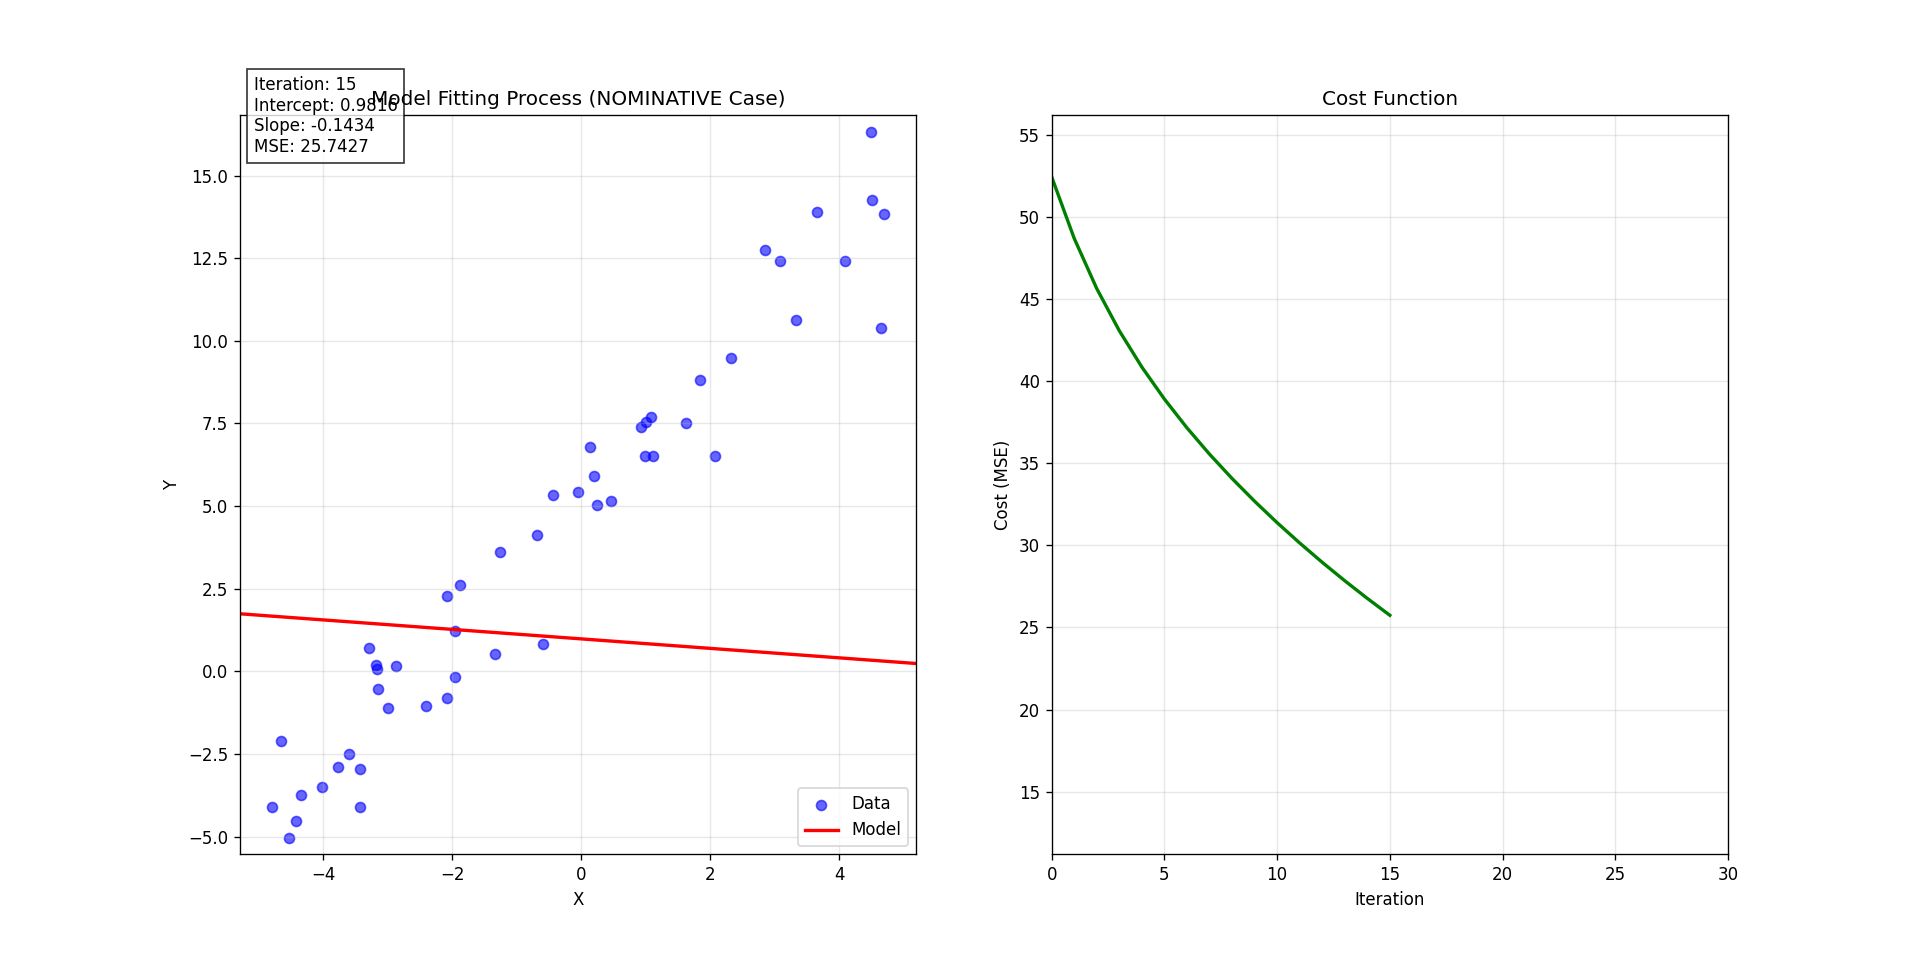 Iteration: 15
Intercept: 0.9816
Slope: -0.1434
MSE: 25.7427
Model Fitting Process (NOMINATIVE Case)
15.0
12.5
10.0
7.5
5.0
2.5
0.0
−2.5
−5.0
Y
−4
−2
0
2
4
X
Data
Model
Cost Function
55
50
45
40
35
30
25
20
15
Cost (MSE)
0
5
10
15
20
25
30
Iteration